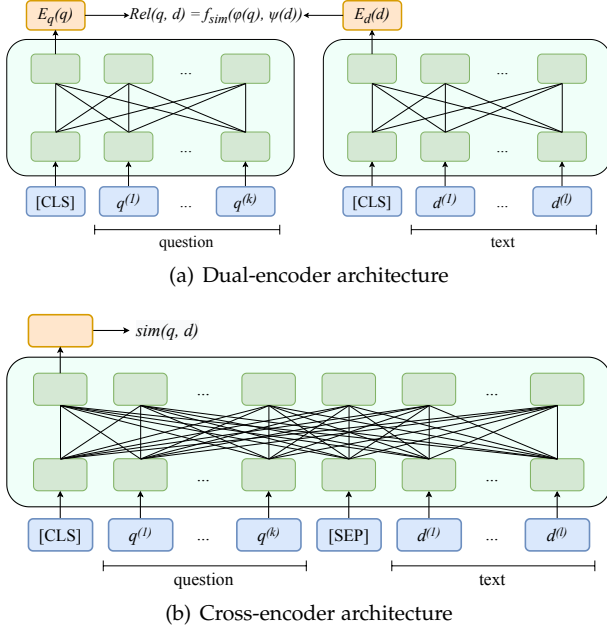 E_q(q) Rel(q, d) = f_sim(φ(q), ψ(d)) E_d(d)
... ...
... ...
[CLS] q^(1) ... q^(k) [CLS] d^(1) ... d^(l)
question text
(a) Dual-encoder architecture
sim(q, d)
... ...
... ...
[CLS] q^(1) ... q^(k) [SEP] d^(1) ... d^(l)
question text
(b) Cross-encoder architecture